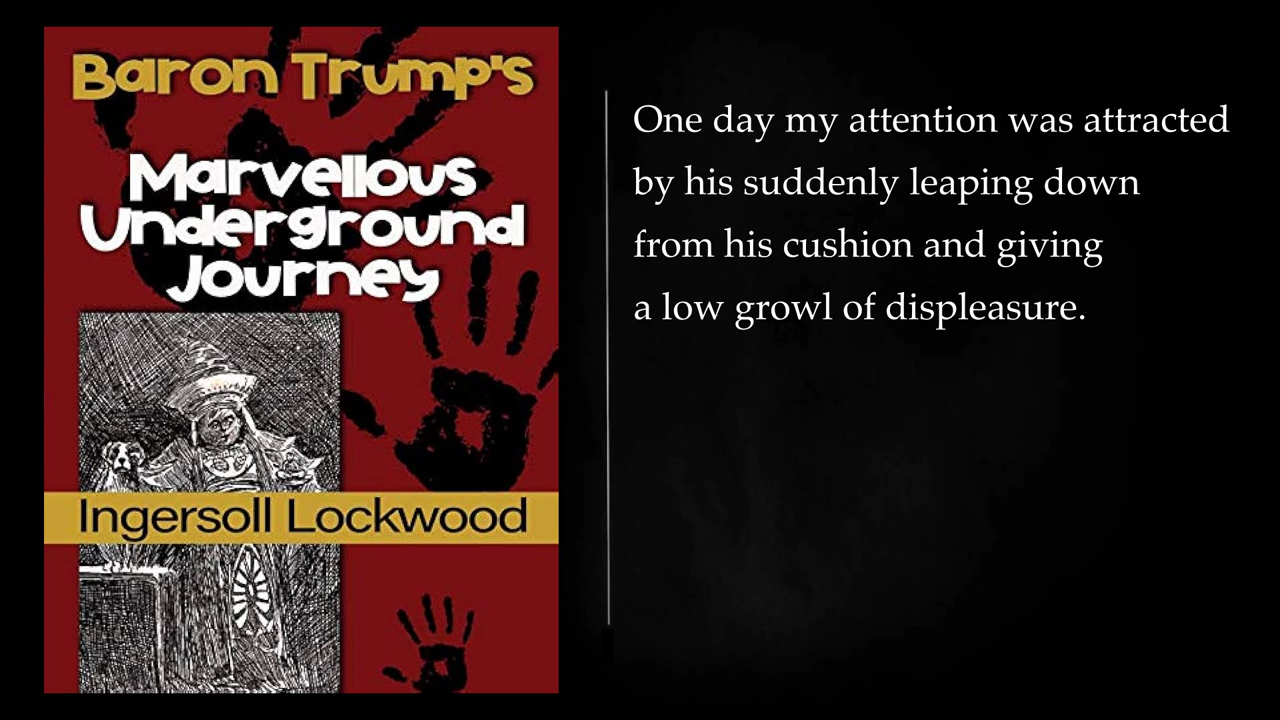 Baron Trump's
Marvellous
Underground
Journey
Ingersoll Lockwood
One day my attention was attracted
by his suddenly leaping down
from his cushion and giving
a low growl of displeasure.